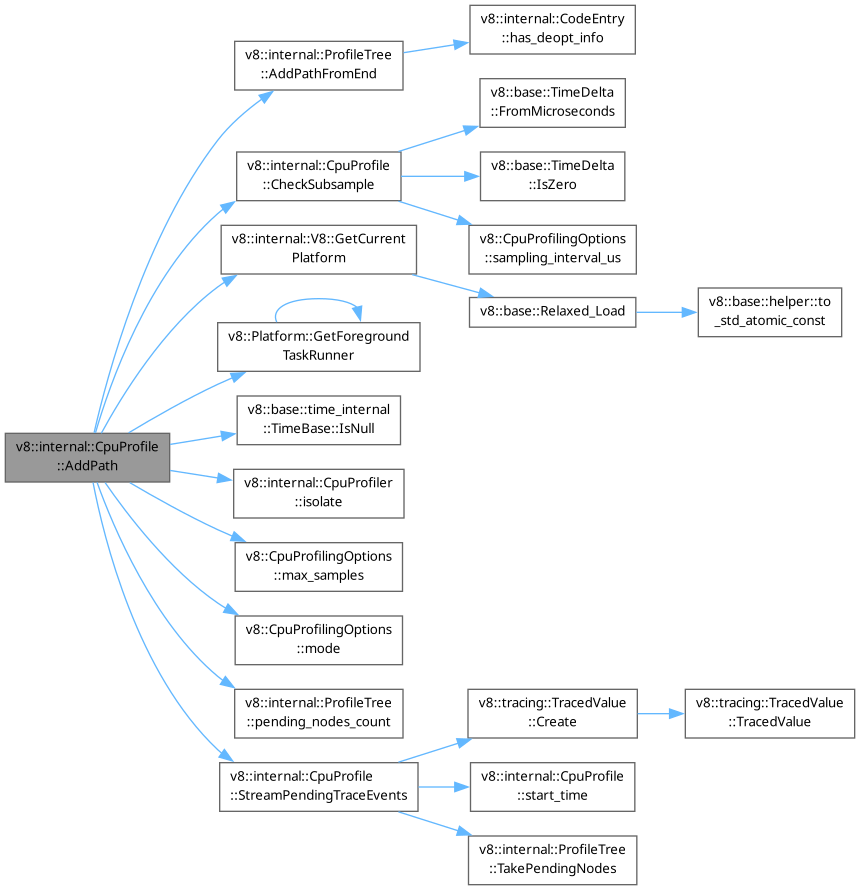 v8::internal::CpuProfile
::AddPath
v8::internal::ProfileTree
::AddPathFromEnd
v8::internal::CodeEntry
::has_deopt_info
v8::internal::CpuProfile
::CheckSubsample
v8::base::TimeDelta
::FromMicroseconds
v8::base::TimeDelta
::IsZero
v8::CpuProfilingOptions
::sampling_interval_us
v8::internal::V8::GetCurrent
Platform
v8::base::Relaxed_Load
v8::base::helper::to
_std_atomic_const
v8::Platform::GetForeground
TaskRunner
v8::base::time_internal
::TimeBase::IsNull
v8::internal::CpuProfiler
::isolate
v8::CpuProfilingOptions
::max_samples
v8::CpuProfilingOptions
::mode
v8::internal::ProfileTree
::pending_nodes_count
v8::internal::CpuProfile
::StreamPendingTraceEvents
v8::tracing::TracedValue
::Create
v8::tracing::TracedValue
::TracedValue
v8::internal::CpuProfile
::start_time
v8::internal::ProfileTree
::TakePendingNodes